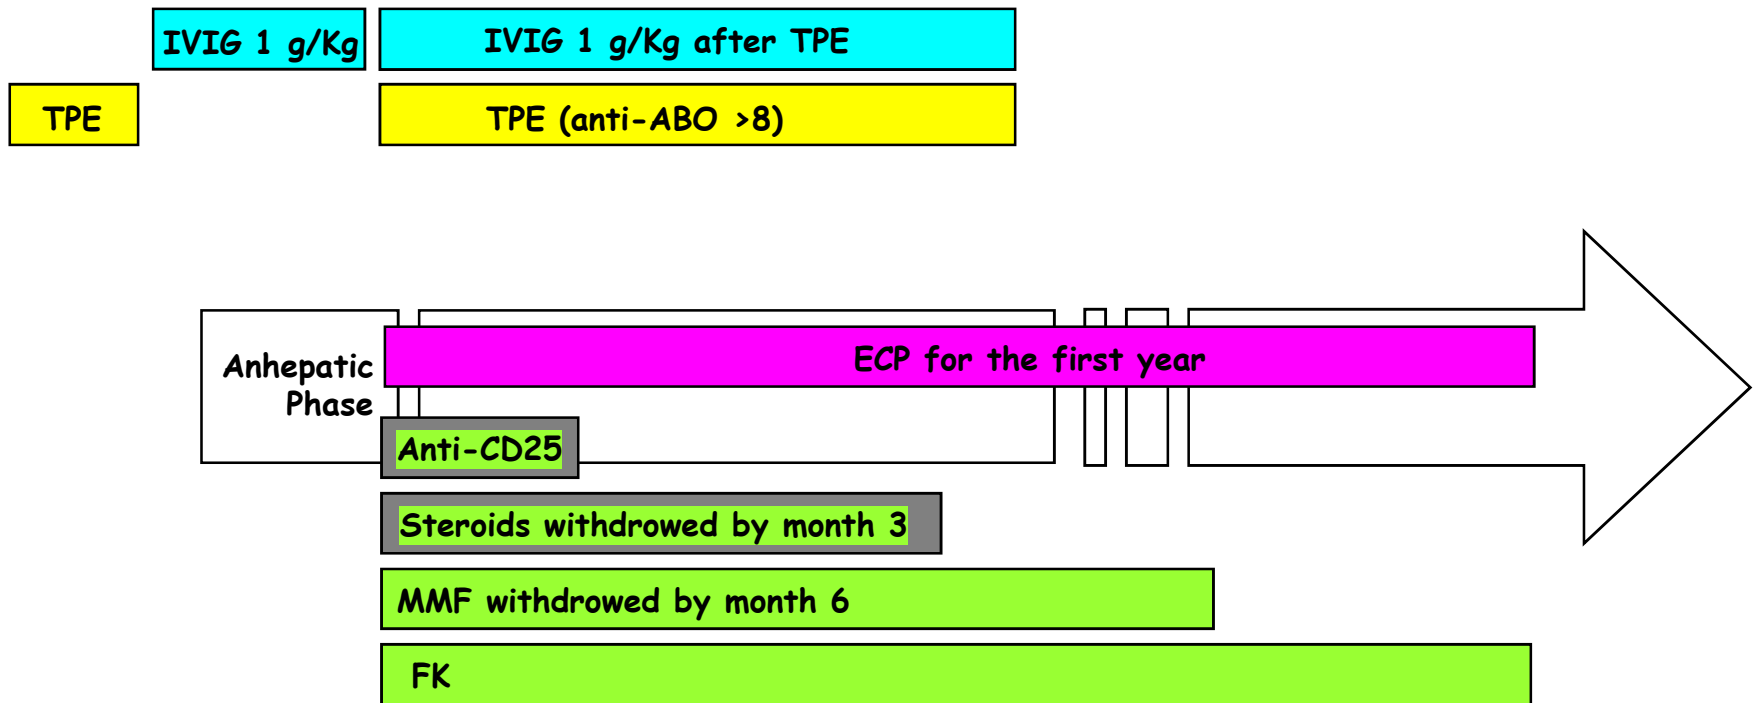 IVIG 1 g/Kg
IVIG 1 g/Kg after TPE
TPE
TPE (anti-ABO >8)
Anhepatic
Phase
ECP for the first year
Anti-CD25
Steroids withdrowed by month 3
MMF withdrowed by month 6
FK